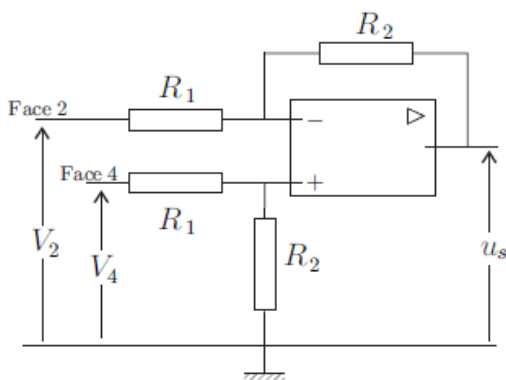 R₂
R₁
Face 2
−
▷
Face 4
+
R₁
V₂
V₄
R₂
uₛ